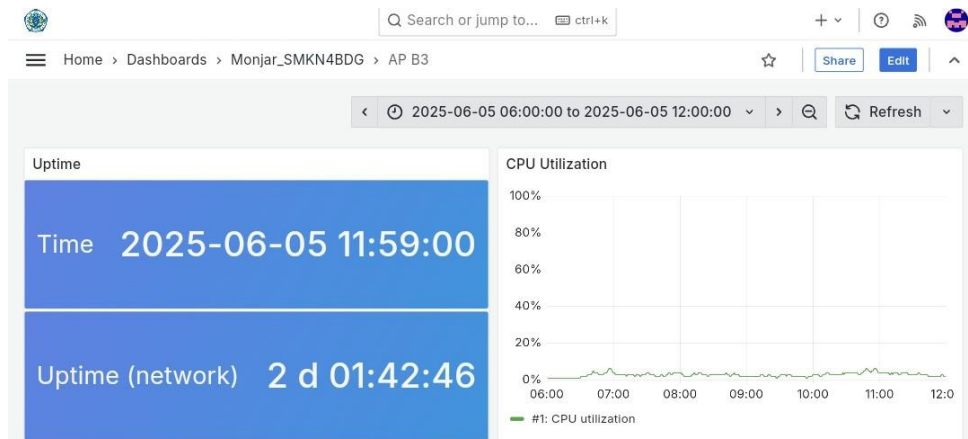 Search or jump to... ctrl+k
Home › Dashboards › Monjar_SMKN4BDG › AP B3
Share
Edit
2025-06-05 06:00:00 to 2025-06-05 12:00:00
Refresh
Uptime
Time 2025-06-05 11:59:00
Uptime (network) 2 d 01:42:46
CPU Utilization
100%
80%
60%
40%
20%
0%
06:00 07:00 08:00 09:00 10:00 11:00 12:0
#1: CPU utilization